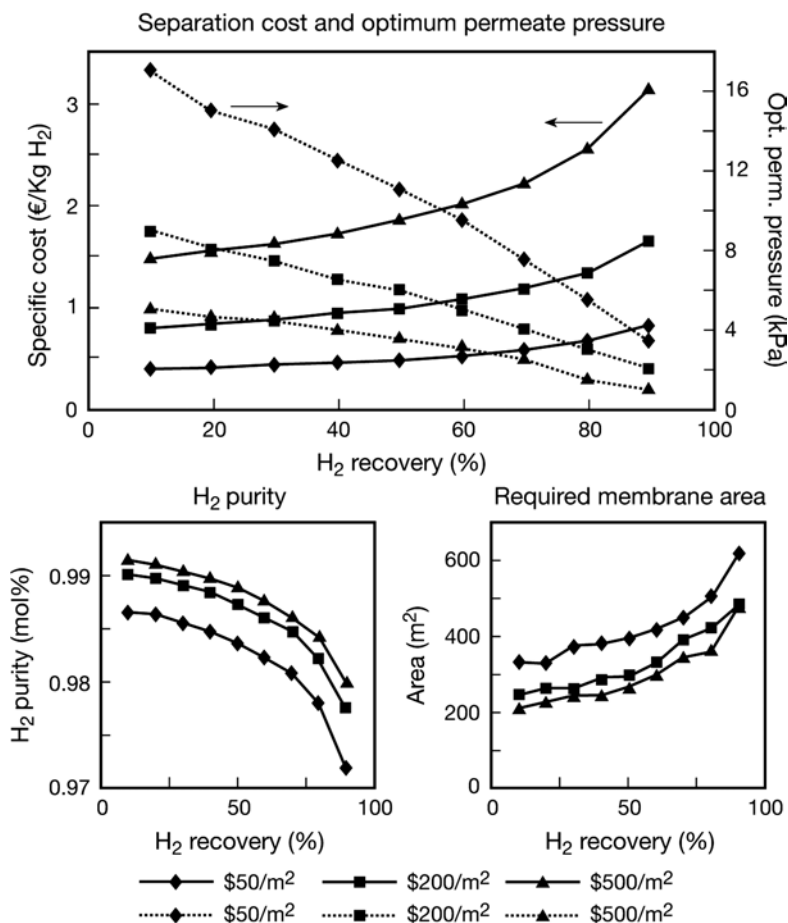 Separation cost and optimum permeate pressure
Specific cost (€/Kg H2)
3
2
1
0
16
12
8
4
0
Opt. perm. pressure (kPa)
0 20 40 60 80 100
H2 recovery (%)
H2 purity
H2 purity (mol%)
0.99
0.98
0.97
0 50 100
H2 recovery (%)
Required membrane area
Area (m2)
600
400
200
0
0 50 100
H2 recovery (%)
$50/m2 $200/m2 $500/m2
$50/m2 $200/m2 $500/m2